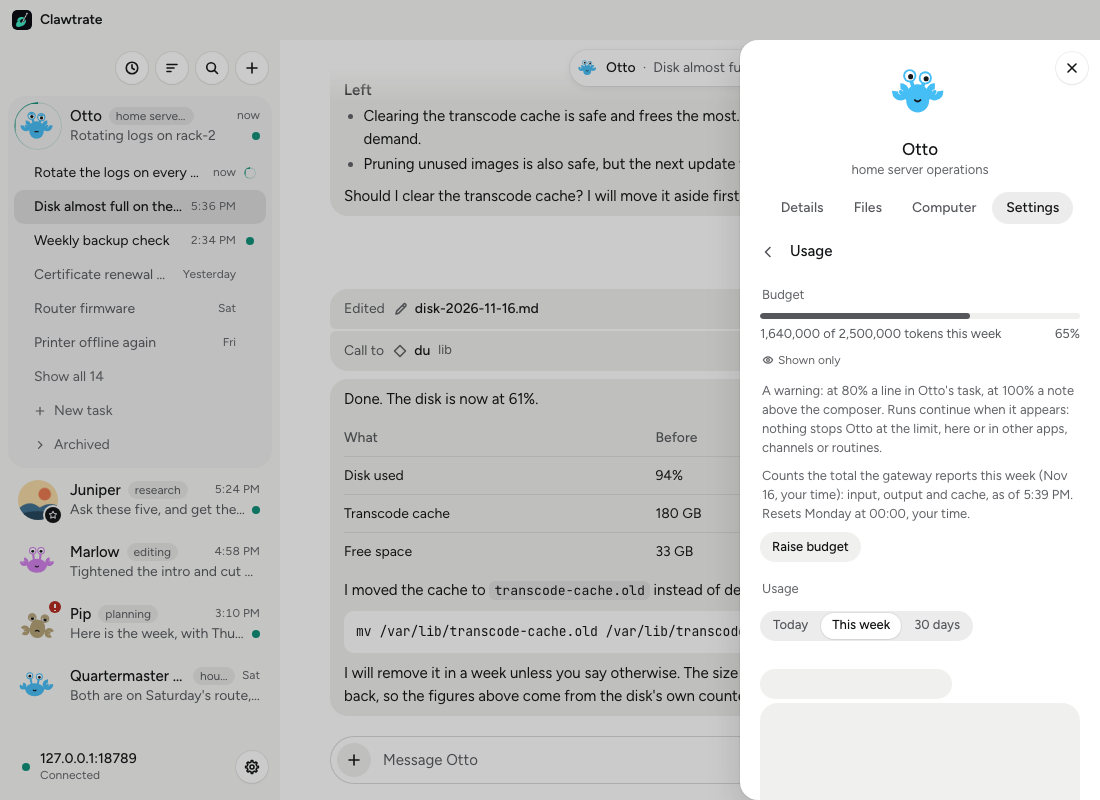 Clawtrate
Otto home serve... now
Rotating logs on rack-2
Rotate the logs on every ... now
Disk almost full on the... 5:36 PM
Weekly backup check 2:34 PM
Certificate renewal ... Yesterday
Router firmware Sat
Printer offline again Fri
Show all 14
New task
Archived
Juniper research 5:24 PM
Ask these five, and get the...
Marlow editing 4:58 PM
Tightened the intro and cut ...
Pip planning 3:10 PM
Here is the week, with Thu...
Quartermaster ... hou... Sat
Both are on Saturday's route,...
127.0.0.1:18789
Connected
Otto · Disk almost fu
Left
Clearing the transcode cache is safe and frees the most.
demand.
Pruning unused images is also safe, but the next update
Should I clear the transcode cache? I will move it aside first
Edited disk-2026-11-16.md
Call to du lib
Done. The disk is now at 61%.
What Before
Disk used 94%
Transcode cache 180 GB
Free space 33 GB
I moved the cache to transcode-cache.old instead of de
mv /var/lib/transcode-cache.old /var/lib/transcode
I will remove it in a week unless you say otherwise. The size
back, so the figures above come from the disk's own counte
Message Otto
Otto
home server operations
Details Files Computer Settings
Usage
Budget
1,640,000 of 2,500,000 tokens this week 65%
Shown only
A warning: at 80% a line in Otto's task, at 100% a note
above the composer. Runs continue when it appears:
nothing stops Otto at the limit, here or in other apps,
channels or routines.
Counts the total the gateway reports this week (Nov
16, your time): input, output and cache, as of 5:39 PM.
Resets Monday at 00:00, your time.
Raise budget
Usage
Today This week 30 days